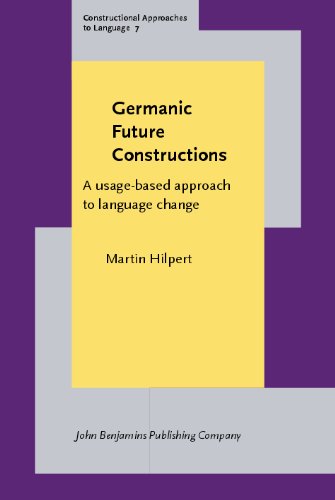 Constructional Approaches
to Language 7
Germanic
Future
Constructions
A usage-based approach
to language change
Martin Hilpert
John Benjamins Publishing Company